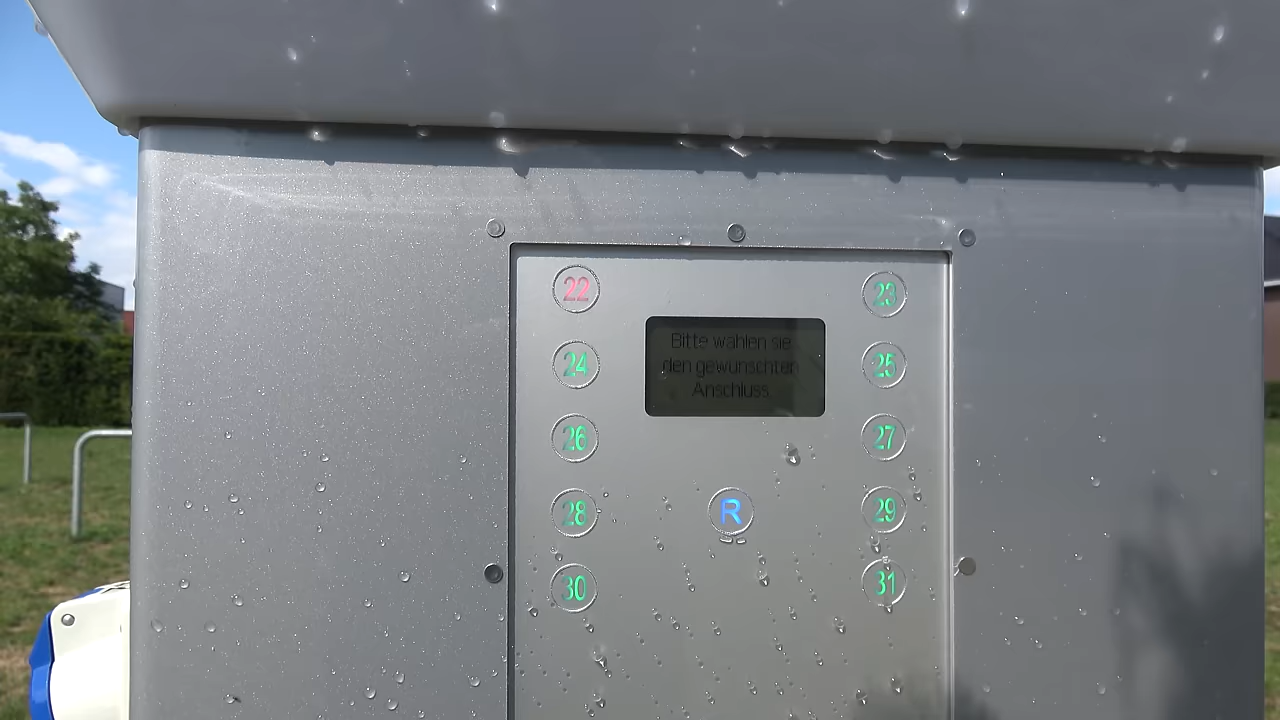 22
23
Bitte wählen sie
den gewünschten
Anschluss.
24
25
26
27
28
R
29
30
31